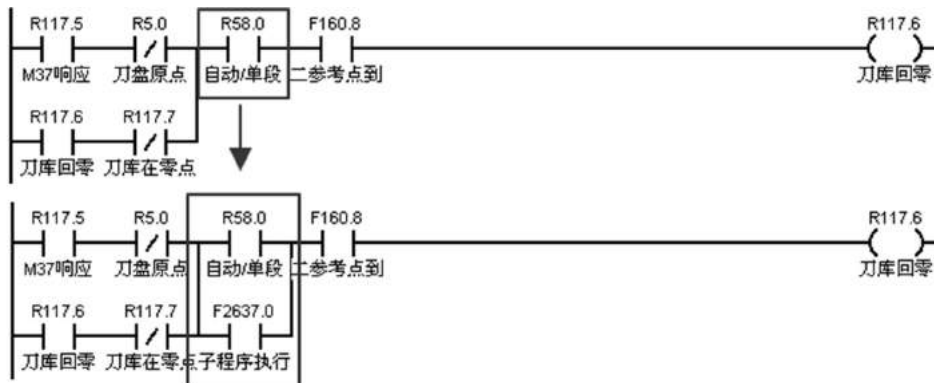 R117.5 R5.0 R58.0 F160.8 R117.6
M37响应 刀盘原点 自动/单段 二参考点到 刀库回零
R117.6 R117.7
刀库回零 刀库在零点
R117.5 R5.0 R58.0 F160.8 R117.6
M37响应 刀盘原点 自动/单段 二参考点到 刀库回零
R117.6 R117.7 F2637.0
刀库回零 刀库在零点 子程序执行